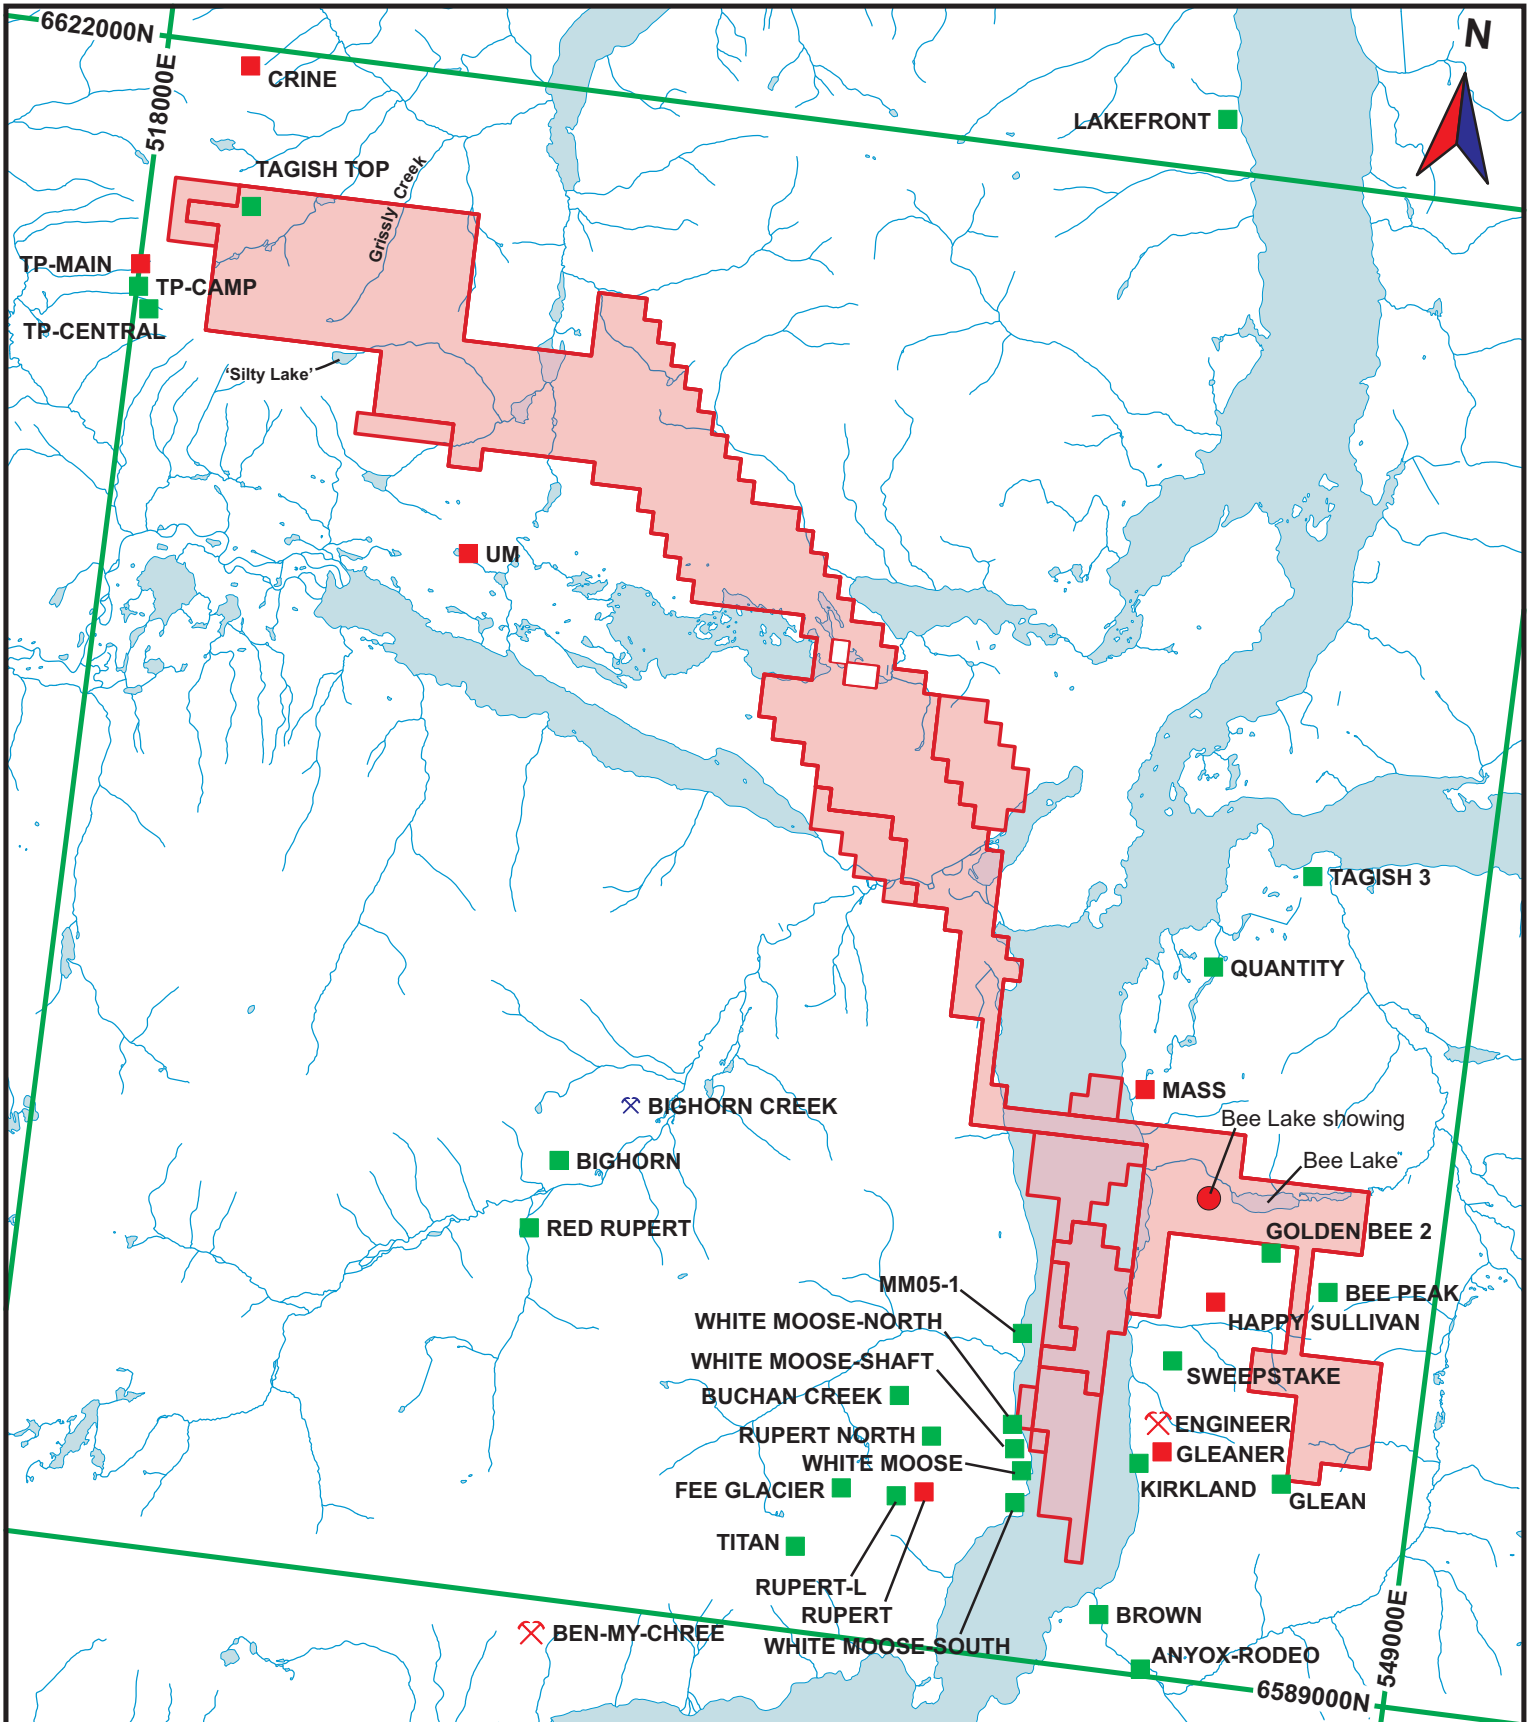 6622000N
N
518000E
CRINE
LAKEFRONT
TAGISH TOP
Grissly Creek
TP-MAIN
TP-CAMP
TP-CENTRAL
'Silty Lake'
UM
TAGISH 3
QUANTITY
MASS
BIGHORN CREEK
Bee Lake showing
BIGHORN
Bee Lake
RED RUPERT
GOLDEN BEE 2
MM05-1
BEE PEAK
WHITE MOOSE-NORTH
HAPPY SULLIVAN
WHITE MOOSE-SHAFT
SWEEPSTAKE
BUCHAN CREEK
ENGINEER
RUPERT NORTH
GLEANER
WHITE MOOSE
FEE GLACIER
KIRKLAND
GLEAN
TITAN
RUPERT-L
RUPERT
BROWN
BEN-MY-CHREE
WHITE MOOSE-SOUTH
ANYOX-RODEO
549000E
6589000N